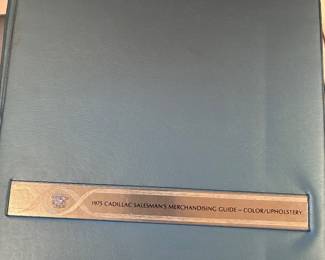 1975 CADILLAC SALESMAN'S MERCHANDISING GUIDE – COLOR/UPHOLSTERY